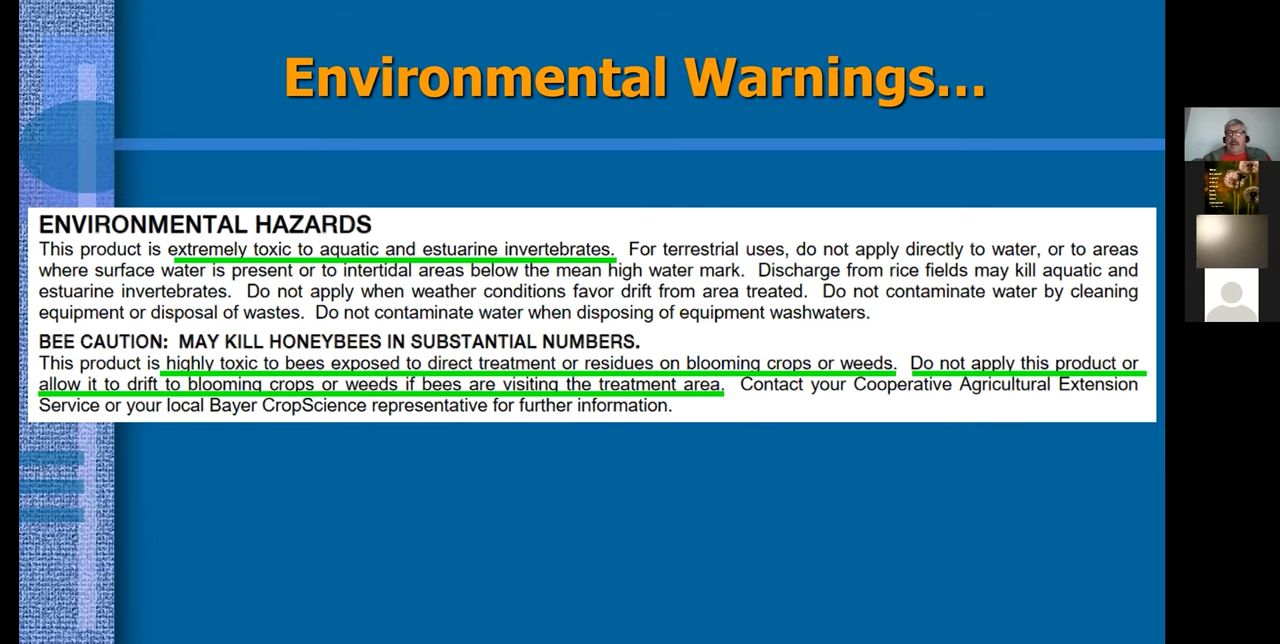 Environmental Warnings...
ENVIRONMENTAL HAZARDS
This product is extremely toxic to aquatic and estuarine invertebrates. For terrestrial uses, do not apply directly to water, or to areas
where surface water is present or to intertidal areas below the mean high water mark. Discharge from rice fields may kill aquatic and
estuarine invertebrates. Do not apply when weather conditions favor drift from area treated. Do not contaminate water by cleaning
equipment or disposal of wastes. Do not contaminate water when disposing of equipment washwaters.
BEE CAUTION: MAY KILL HONEYBEES IN SUBSTANTIAL NUMBERS.
This product is highly toxic to bees exposed to direct treatment or residues on blooming crops or weeds. Do not apply this product or
allow it to drift to blooming crops or weeds if bees are visiting the treatment area. Contact your Cooperative Agricultural Extension
Service or your local Bayer CropScience representative for further information.